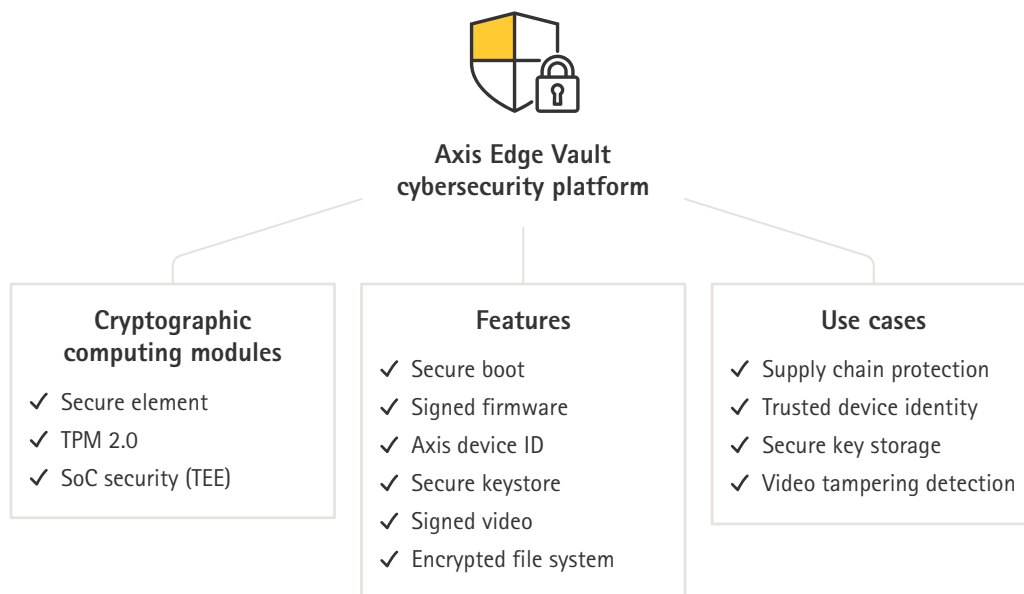 Axis Edge Vault
cybersecurity platform
Cryptographic
computing modules
Secure element
TPM 2.0
SoC security (TEE)
Features
Secure boot
Signed firmware
Axis device ID
Secure keystore
Signed video
Encrypted file system
Use cases
Supply chain protection
Trusted device identity
Secure key storage
Video tampering detection